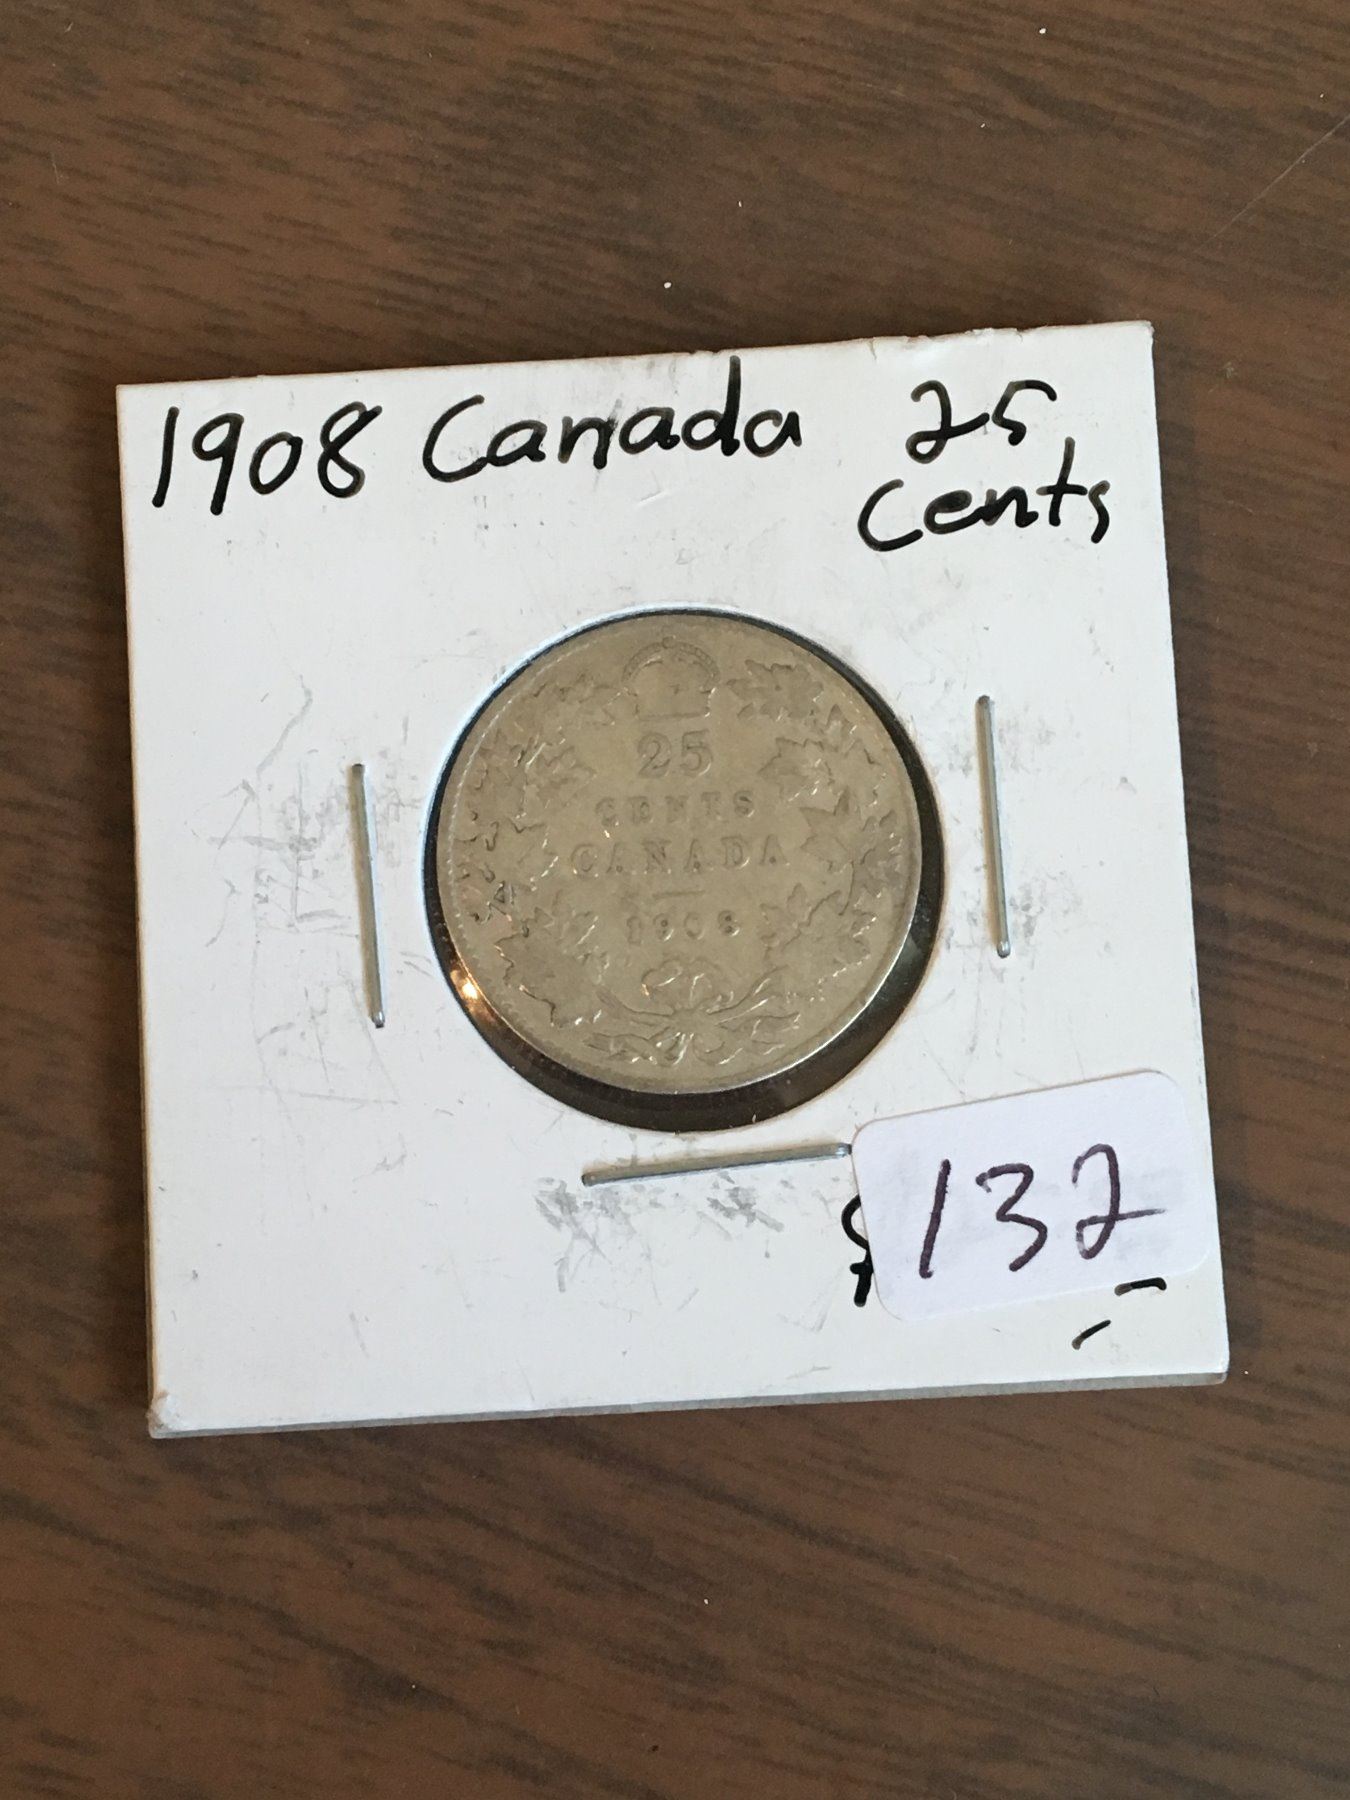 1908 Canada 25
Cents
25
CENTS
CANADA
1908
132